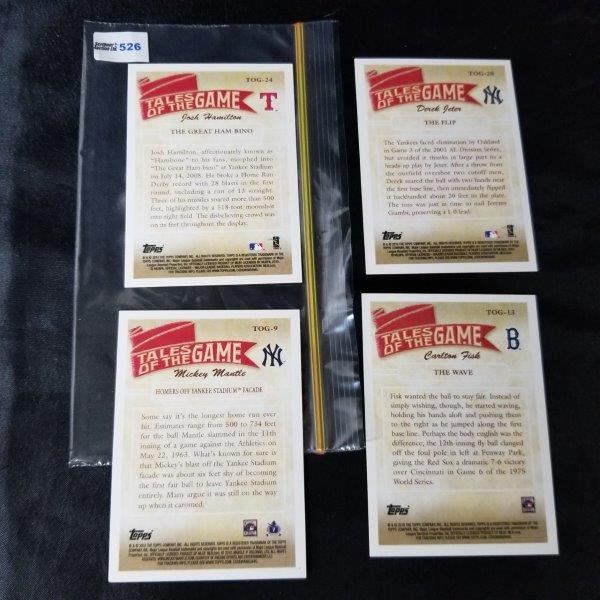 526
TOG-24
TALES
OF THE GAME
Josh Hamilton
THE GREAT HAM-BINO
Josh Hamilton, affectionately known as
"Hambone" to his fans, morphed into
"The Great Ham-bino" at Yankee Stadium
on July 14, 2008. He broke a Home Run
Derby record with 28 blasts in the first
round, including a run of 13 straight.
Three of his missiles soared more than 500
feet, highlighted by a 518-foot moonshot
into right field. The disbelieving crowd was
on its feet throughout the display.
Topps
TOG-20
TALES
OF THE GAME
Derek Jeter
THE FLIP
The Yankees faced elimination by Oakland
in Game 3 of the 2001 AL Division Series,
but avoided it thanks in large part to a
heads-up play by Jeter. After a throw from
the outfield overshot two cutoff men,
Derek snared the ball with two hands near
the first base line, then immediately flipped
it backhanded about 20 feet to the plate.
The toss was just in time to nail Jeremy
Giambi, preserving a 1-0 lead.
Topps
TOG-9
TALES
OF THE GAME
Mickey Mantle
HOMERS OFF YANKEE STADIUM™ FACADE
Some say it's the longest home run ever
hit. Estimates range from 500 to 734 feet
for the ball Mantle slammed in the 11th
inning of a game against the Athletics on
May 22, 1963. What's known for sure is
that Mickey's blast off the Yankee Stadium
facade was about six feet shy of becoming
the first fair ball to leave Yankee Stadium
entirely. Many argue it was still on the way
up when it caromed.
Topps
TOG-13
TALES
OF THE GAME
B
Carlton Fisk
THE WAVE
Fisk wanted the ball to stay fair. Instead of
simply wishing, though, he started waving,
holding his hands aloft and pushing them
to the right as he jumped along the first
base line. Perhaps the body english was the
difference; the 12th-inning fly ball clanged
off the foul pole in left at Fenway Park,
giving the Red Sox a dramatic 7-6 victory
over Cincinnati in Game 6 of the 1975
World Series.
Topps